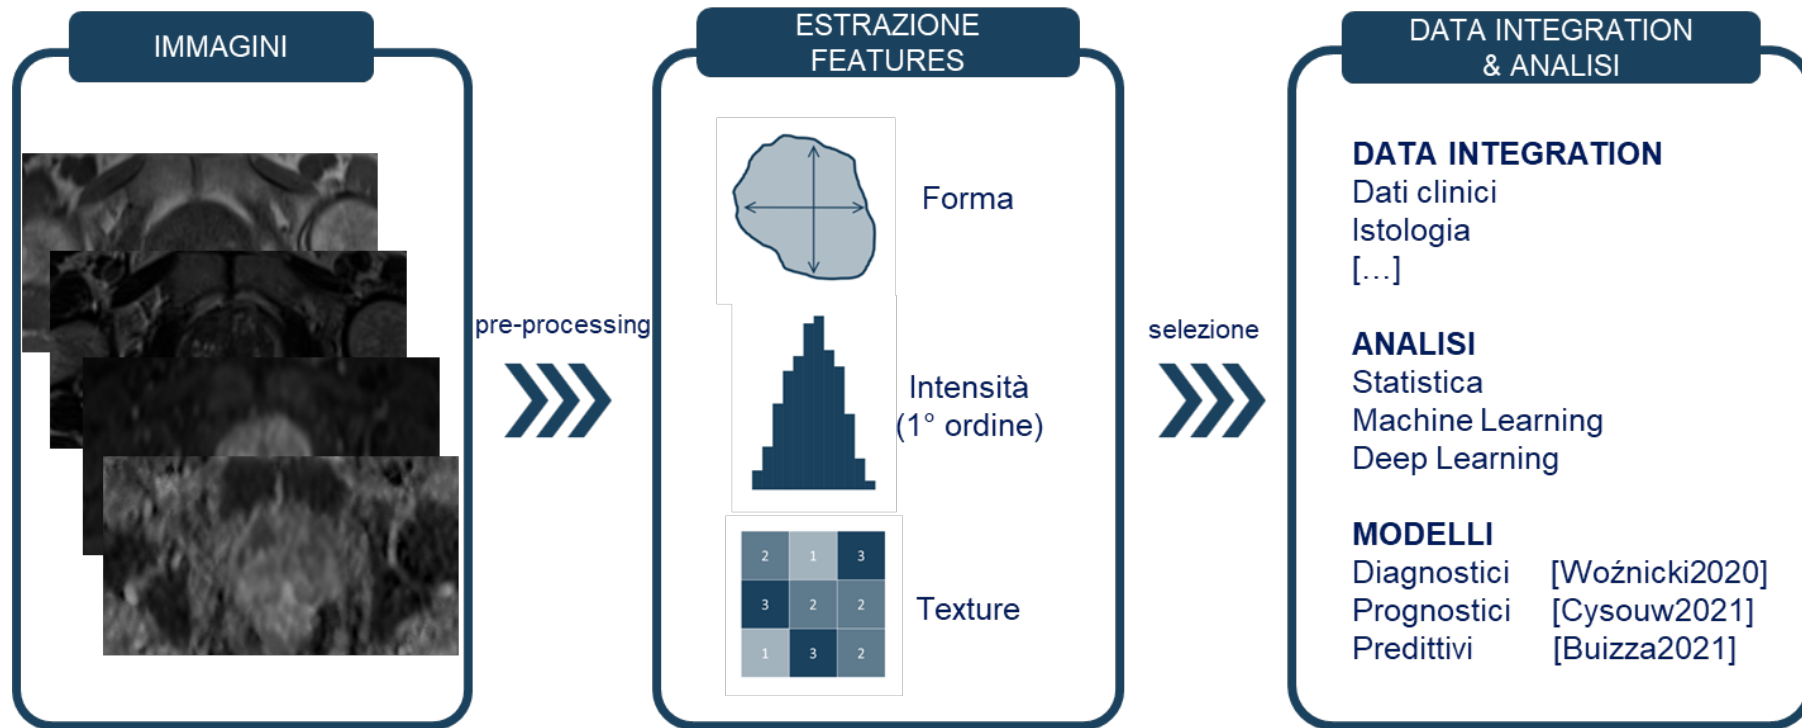 IMMAGINI
pre-processing
ESTRAZIONE
FEATURES
Forma
Intensità
(1° ordine)
2 1 3
3 2 2
1 3 2
Texture
selezione
DATA INTEGRATION
& ANALISI
DATA INTEGRATION
Dati clinici
Istologia
[…]
ANALISI
Statistica
Machine Learning
Deep Learning
MODELLI
Diagnostici [Woźnicki2020]
Prognostici [Cysouw2021]
Predittivi [Buizza2021]